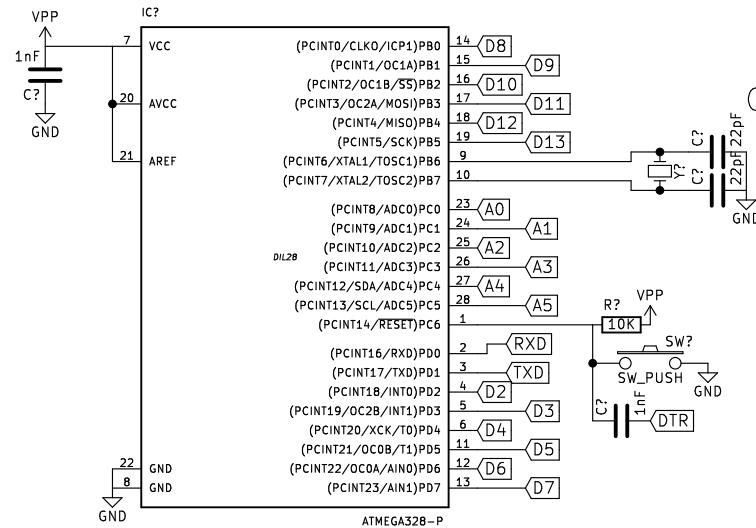 IC?
VPP
7
VCC
1nF
C?
GND
20
AVCC
21
AREF
(PCINT0/CLKO/ICP1)PB0 14 D8
(PCINT1/OC1A)PB1 15 D9
(PCINT2/OC1B/SS)PB2 16 D10
(PCINT3/OC2A/MOSI)PB3 17 D11
(PCINT4/MISO)PB4 18 D12
(PCINT5/SCK)PB5 19 D13
(PCINT6/XTAL1/TOSC1)PB6 9
(PCINT7/XTAL2/TOSC2)PB7 10
C?
22pF
Y?
C?
22pF
GND
(PCINT8/ADC0)PC0 23 A0
(PCINT9/ADC1)PC1 24 A1
(PCINT10/ADC2)PC2 25 A2
DIL28
(PCINT11/ADC3)PC3 26 A3
(PCINT12/SDA/ADC4)PC4 27 A4
(PCINT13/SCL/ADC5)PC5 28 A5
(PCINT14/RESET)PC6 1
R?
10K
VPP
SW?
SW_PUSH
GND
C?
1nF
DTR
(PCINT16/RXD)PD0 2 RXD
(PCINT17/TXD)PD1 3 TXD
(PCINT18/INT0)PD2 4 D2
(PCINT19/OC2B/INT1)PD3 5 D3
(PCINT20/XCK/T0)PD4 6 D4
(PCINT21/OC0B/T1)PD5 11 D5
(PCINT22/OC0A/AIN0)PD6 12 D6
(PCINT23/AIN1)PD7 13 D7
22 GND
8 GND
GND
ATMEGA328-P